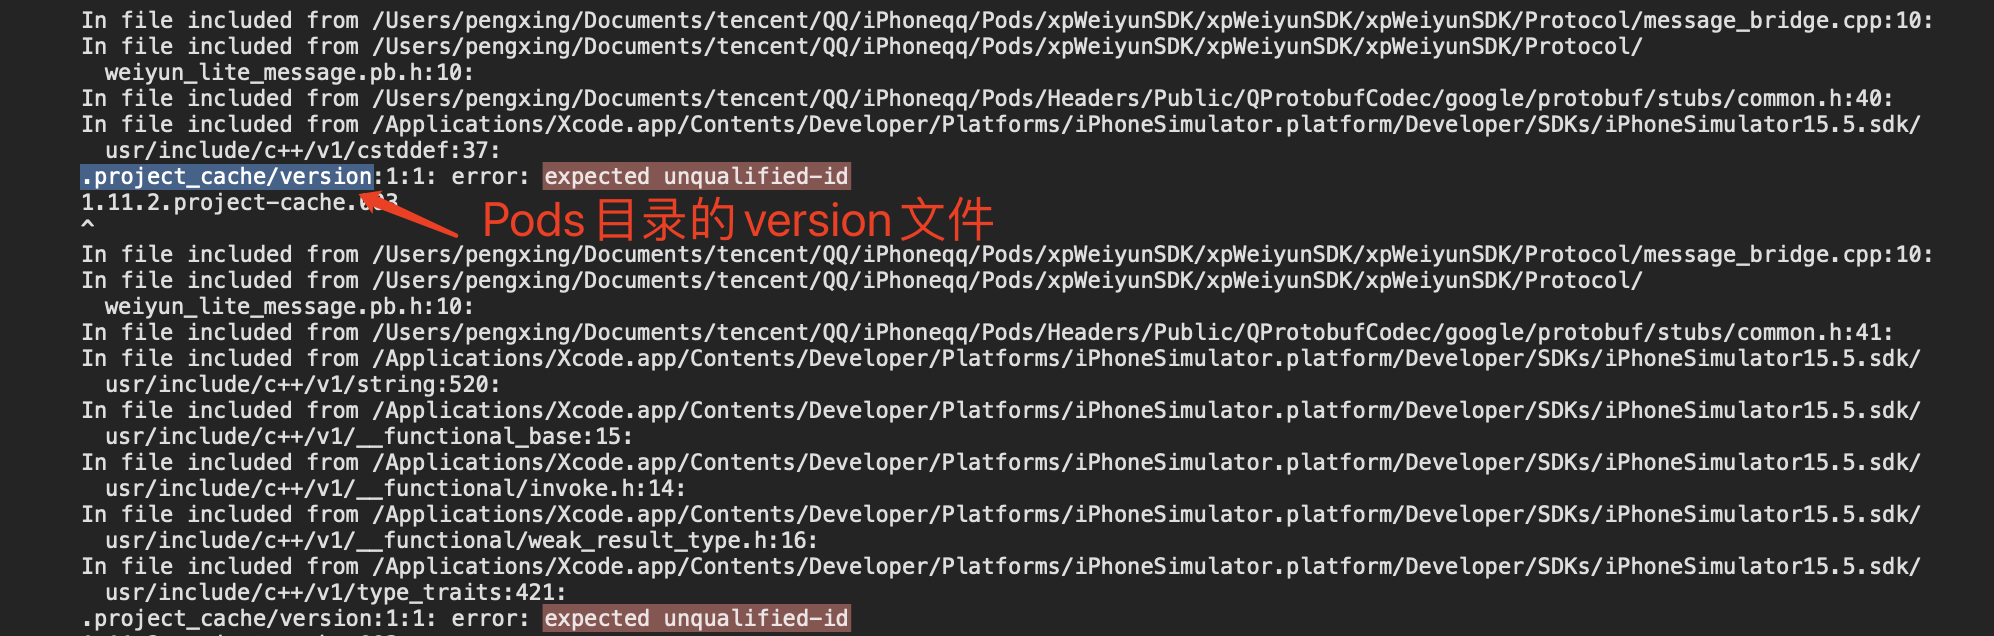 In file included from /Users/pengxing/Documents/tencent/QQ/iPhoneqq/Pods/xpWeiyunSDK/xpWeiyunSDK/xpWeiyunSDK/Protocol/message_bridge.cpp:10:
In file included from /Users/pengxing/Documents/tencent/QQ/iPhoneqq/Pods/xpWeiyunSDK/xpWeiyunSDK/xpWeiyunSDK/Protocol/
weiyun_lite_message.pb.h:10:
In file included from /Users/pengxing/Documents/tencent/QQ/iPhoneqq/Pods/Headers/Public/QProtobufCodec/google/protobuf/stubs/common.h:40:
In file included from /Applications/Xcode.app/Contents/Developer/Platforms/iPhoneSimulator.platform/Developer/SDKs/iPhoneSimulator15.5.sdk/
usr/include/c++/v1/cstddef:37:
.project_cache/version:1:1: error: expected unqualified-id
1.11.2.project-cache.003
^
Pods 目录的 version 文件
In file included from /Users/pengxing/Documents/tencent/QQ/iPhoneqq/Pods/xpWeiyunSDK/xpWeiyunSDK/xpWeiyunSDK/Protocol/message_bridge.cpp:10:
In file included from /Users/pengxing/Documents/tencent/QQ/iPhoneqq/Pods/xpWeiyunSDK/xpWeiyunSDK/xpWeiyunSDK/Protocol/
weiyun_lite_message.pb.h:10:
In file included from /Users/pengxing/Documents/tencent/QQ/iPhoneqq/Pods/Headers/Public/QProtobufCodec/google/protobuf/stubs/common.h:41:
In file included from /Applications/Xcode.app/Contents/Developer/Platforms/iPhoneSimulator.platform/Developer/SDKs/iPhoneSimulator15.5.sdk/
usr/include/c++/v1/string:520:
In file included from /Applications/Xcode.app/Contents/Developer/Platforms/iPhoneSimulator.platform/Developer/SDKs/iPhoneSimulator15.5.sdk/
usr/include/c++/v1/__functional_base:15:
In file included from /Applications/Xcode.app/Contents/Developer/Platforms/iPhoneSimulator.platform/Developer/SDKs/iPhoneSimulator15.5.sdk/
usr/include/c++/v1/__functional/invoke.h:14:
In file included from /Applications/Xcode.app/Contents/Developer/Platforms/iPhoneSimulator.platform/Developer/SDKs/iPhoneSimulator15.5.sdk/
usr/include/c++/v1/__functional/weak_result_type.h:16:
In file included from /Applications/Xcode.app/Contents/Developer/Platforms/iPhoneSimulator.platform/Developer/SDKs/iPhoneSimulator15.5.sdk/
usr/include/c++/v1/type_traits:421:
.project_cache/version:1:1: error: expected unqualified-id